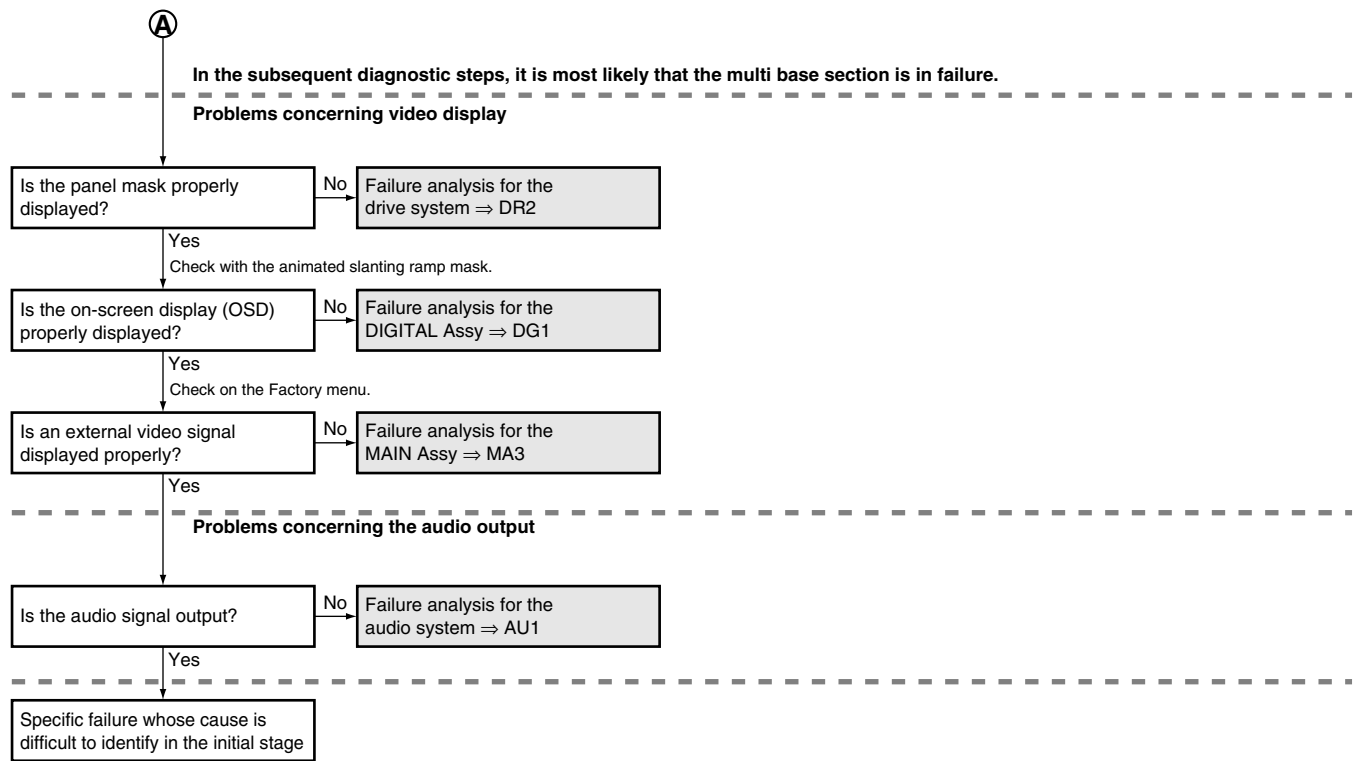 A
In the subsequent diagnostic steps, it is most likely that the multi base section is in failure.
Problems concerning video display
Is the panel mask properly
displayed?
No
Failure analysis for the
drive system ⇒ DR2
Yes
Check with the animated slanting ramp mask.
Is the on-screen display (OSD)
properly displayed?
No
Failure analysis for the
DIGITAL Assy ⇒ DG1
Yes
Check on the Factory menu.
Is an external video signal
displayed properly?
No
Failure analysis for the
MAIN Assy ⇒ MA3
Yes
Problems concerning the audio output
Is the audio signal output?
No
Failure analysis for the
audio system ⇒ AU1
Yes
Specific failure whose cause is
difficult to identify in the initial stage